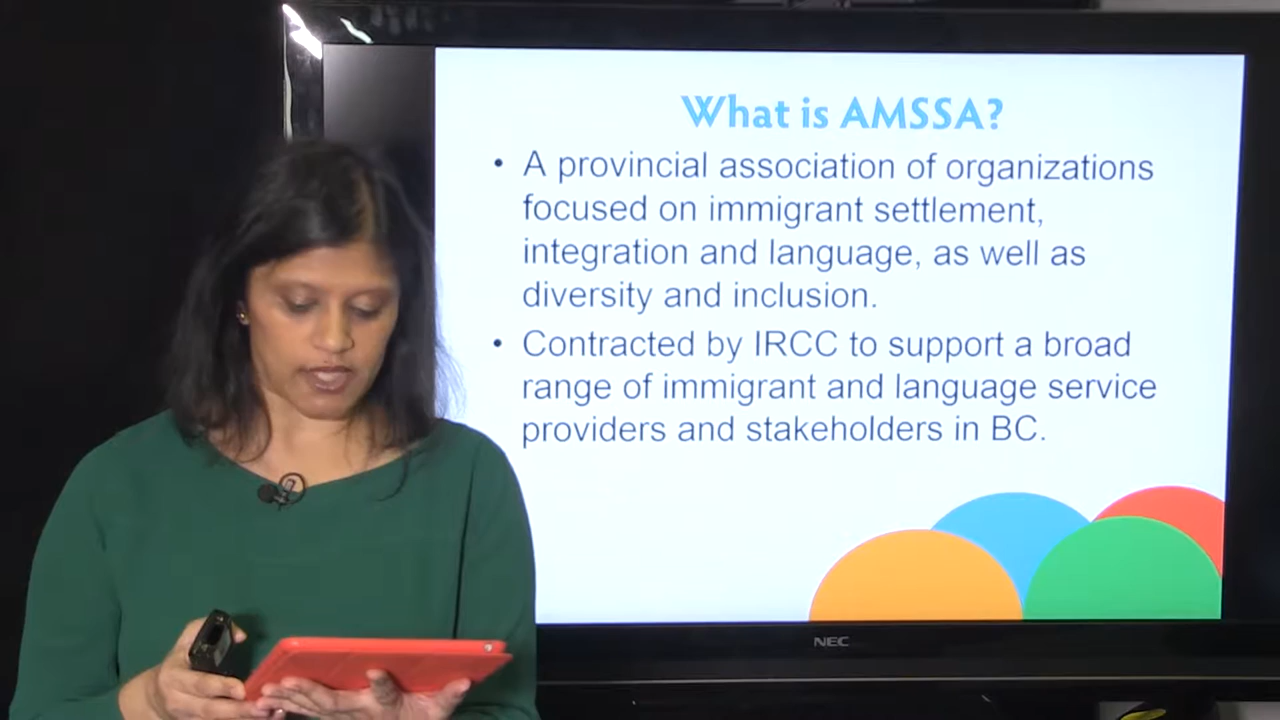 What is AMSSA?
• A provincial association of organizations
focused on immigrant settlement,
integration and language, as well as
diversity and inclusion.
• Contracted by IRCC to support a broad
range of immigrant and language service
providers and stakeholders in BC.
NEC